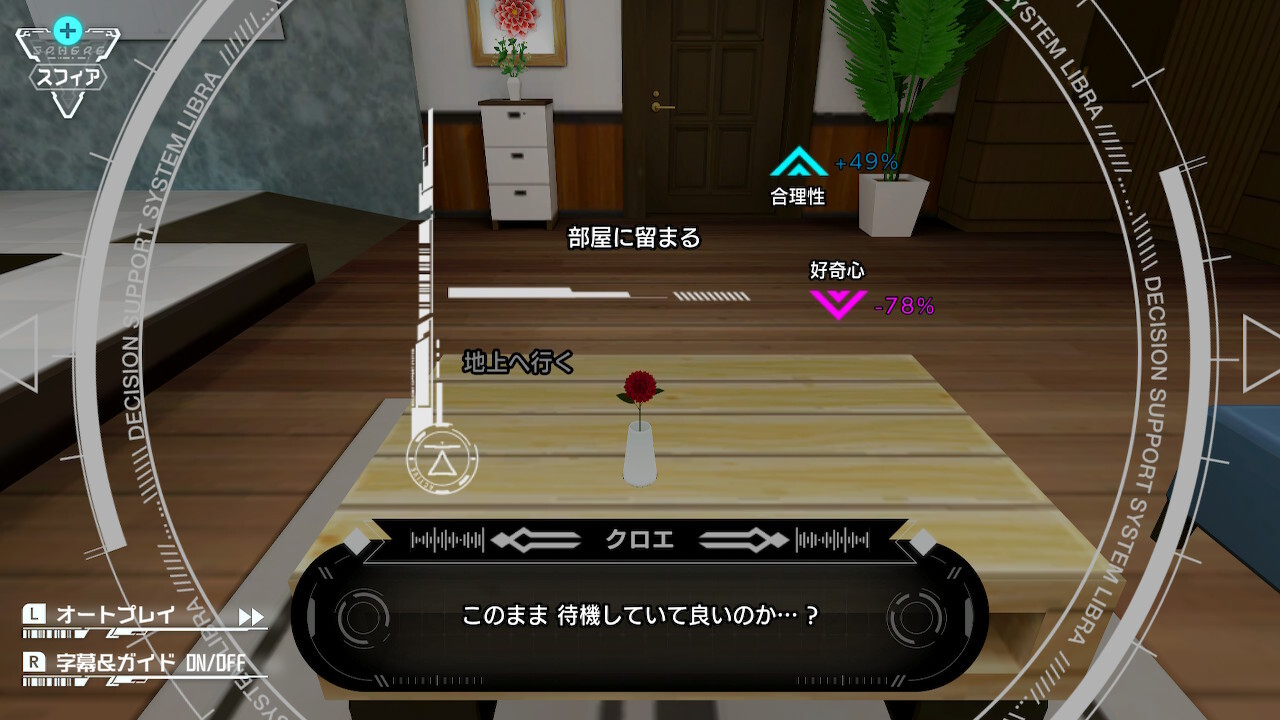 SPHERE
スフィア
DECISION SUPPORT SYSTEM LIBRA
SYSTEM LIBRA
DECISION SUPPORT SYSTEM LIBRA
+49%
合理性
部屋に留まる
好奇心
-78%
地上へ行く
クロエ
このまま 待機していて良いのか…？
L オートプレイ
R 字幕&ガイド ON/OFF